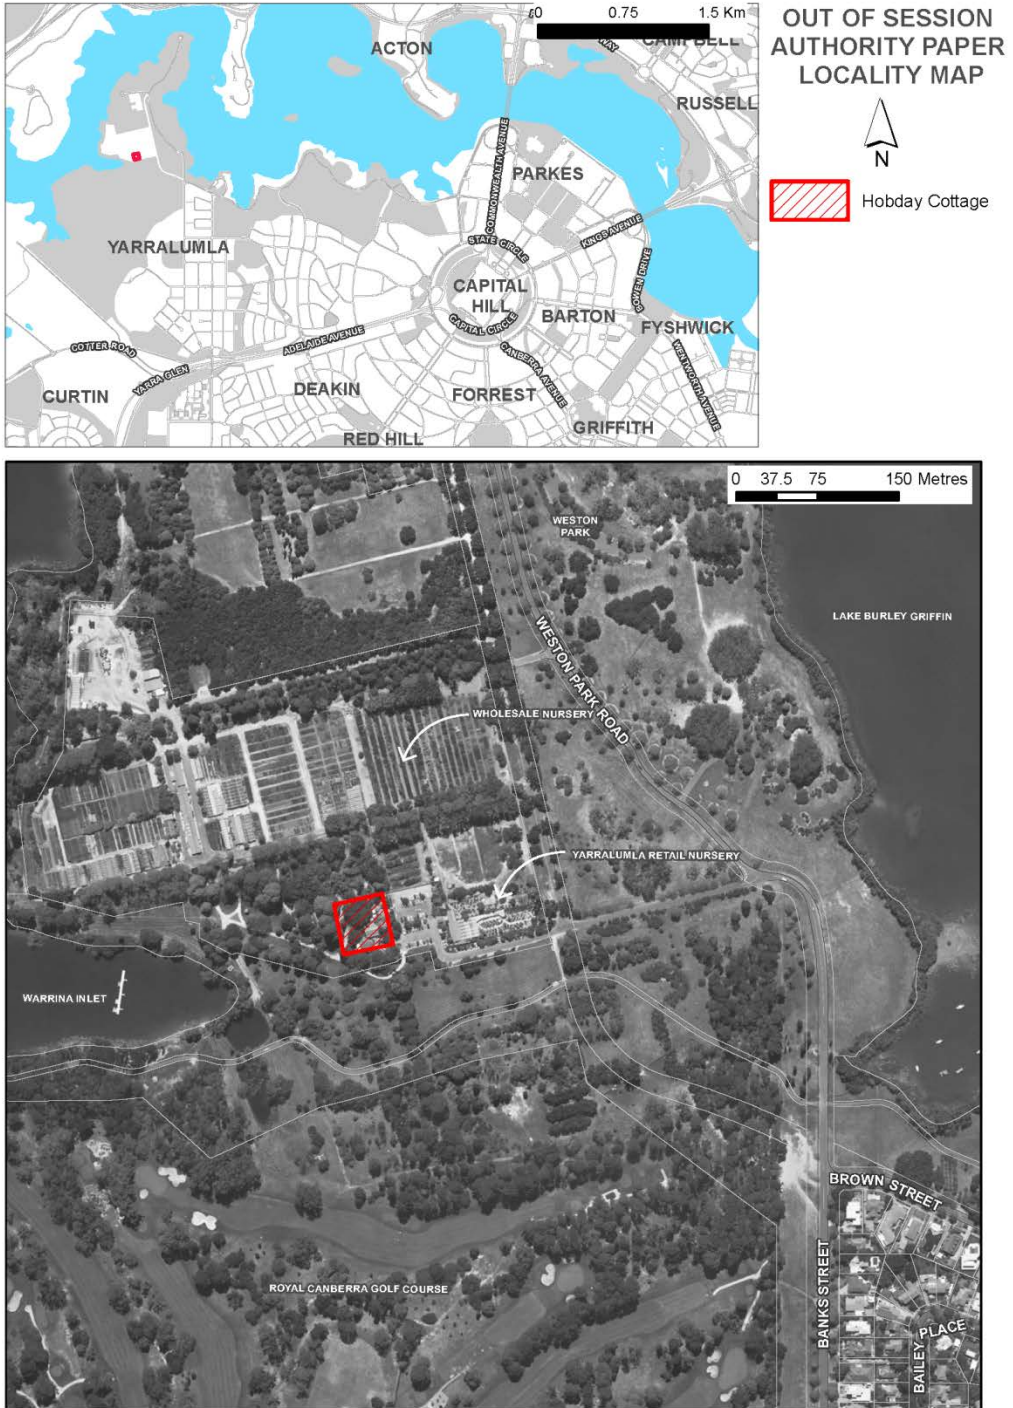 0 0.75 1.5 Km
OUT OF SESSION
AUTHORITY PAPER
LOCALITY MAP
N
Hobday Cottage
ACTON
WAY
CAMPBELL
RUSSELL
COMMONWEALTH AVENUE
PARKES
YARRALUMLA
STATE CIRCLE
KINGS AVENUE
CAPITAL
HILL
BOWEN DRIVE
BARTON
CAPITAL CIRCLE
FYSHWICK
ADELAIDE AVENUE
COTTER ROAD
YARRA GLEN
CANBERRA AVENUE
WENTWORTH AVENUE
CURTIN
DEAKIN
FORREST
GRIFFITH
RED HILL
0 37.5 75 150 Metres
WESTON
PARK
LAKE BURLEY GRIFFIN
WESTON PARK ROAD
WHOLESALE NURSERY
YARRALUMLA RETAIL NURSERY
WARRINA INLET
BROWN STREET
BANKS STREET
ROYAL CANBERRA GOLF COURSE
BAILEY PLACE